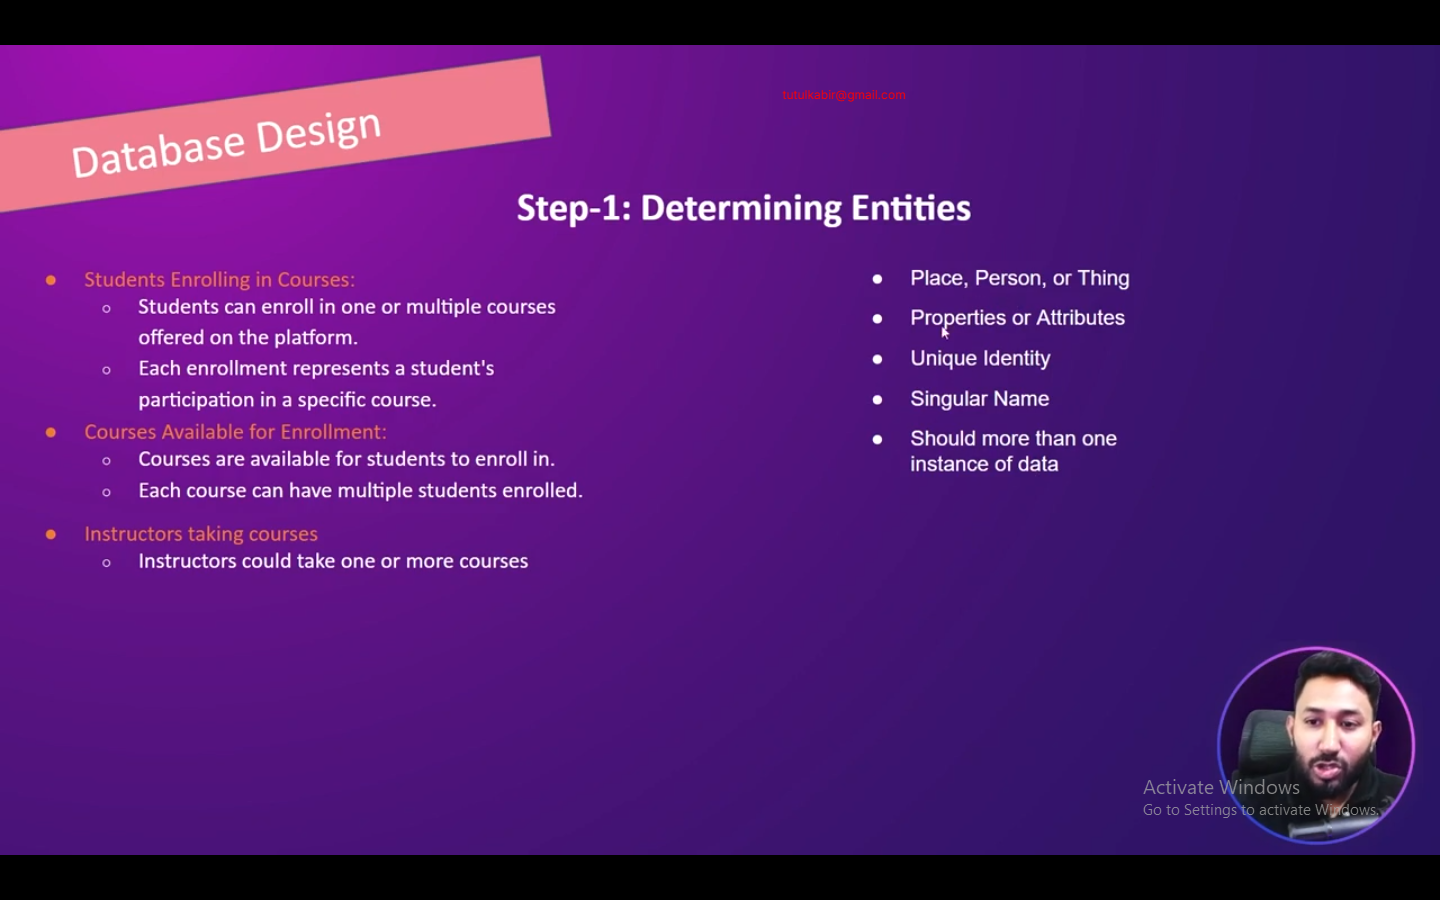 Database Design
tutulkabir@gmail.com
Step-1: Determining Entities
Students Enrolling in Courses:
Students can enroll in one or multiple courses
offered on the platform.
Each enrollment represents a student's
participation in a specific course.
Courses Available for Enrollment:
Courses are available for students to enroll in.
Each course can have multiple students enrolled.
Instructors taking courses
Instructors could take one or more courses
Place, Person, or Thing
Properties or Attributes
Unique Identity
Singular Name
Should more than one
instance of data
Activate Windows
Go to Settings to activate Windows.